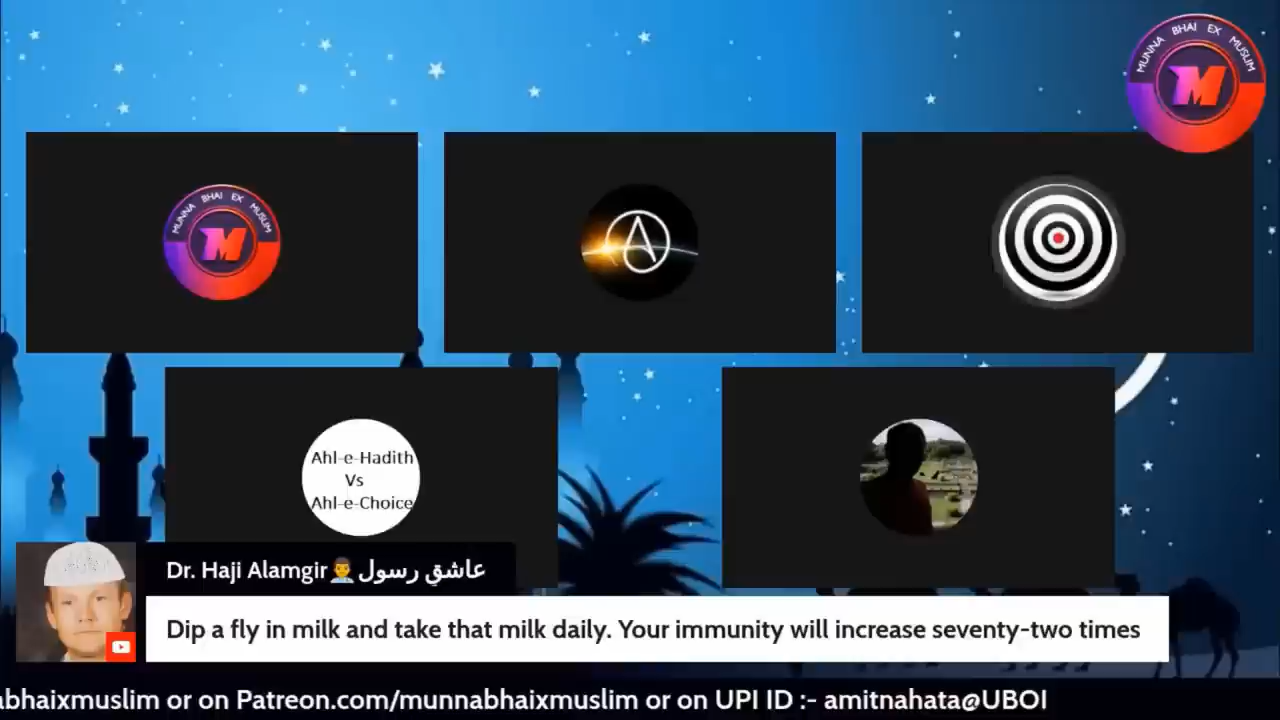 MUNNA BHAI EX MUSLIM
M
MUNNA BHAI EX MUSLIM
M
A
Ahl-e-Hadith
Vs
Ahl-e-Choice
Dr. Haji Alamgir👨‍💼عاشق رسول
Dip a fly in milk and take that milk daily. Your immunity will increase seventy-two times
abhaixmuslim or on Patreon.com/munnabhaixmuslim or on UPI ID :- amitnahata@UBOI